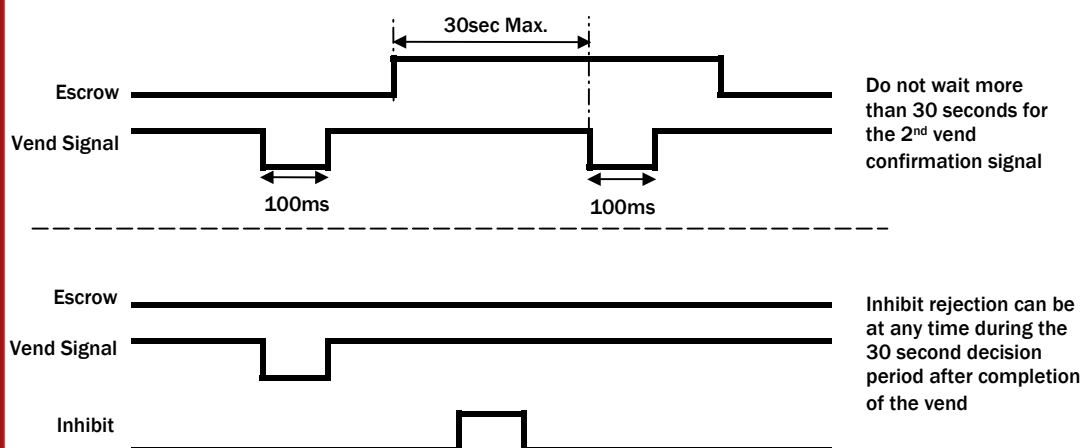 30sec Max.
Escrow
Vend Signal
100ms
100ms
Do not wait more
than 30 seconds for
the 2nd vend
confirmation signal
Escrow
Vend Signal
Inhibit
Inhibit rejection can be
at any time during the
30 second decision
period after completion
of the vend